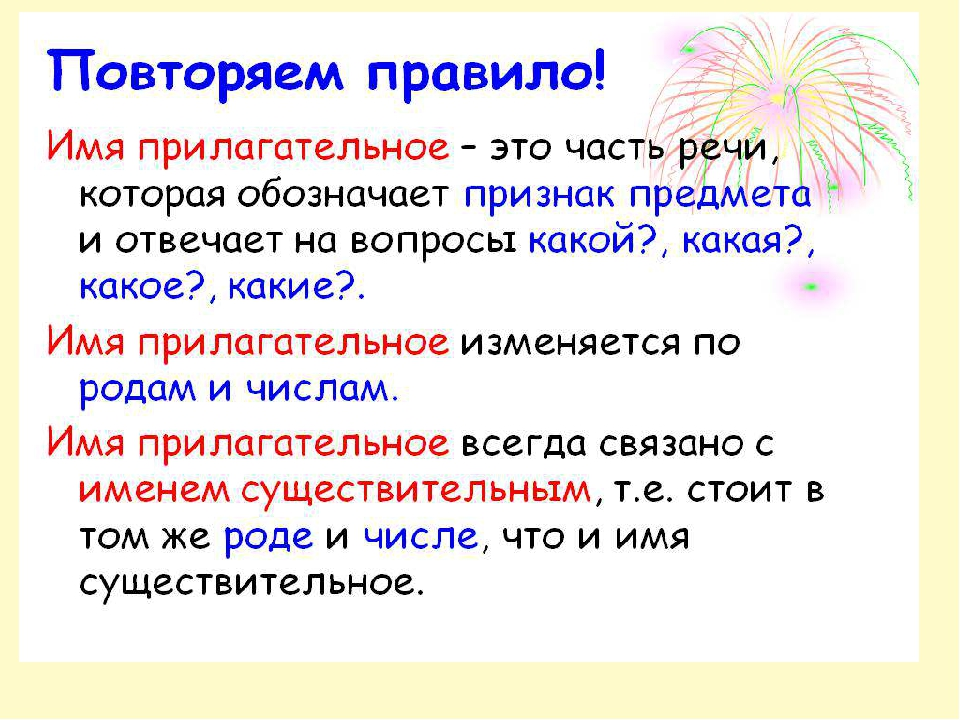 Повторяем правило!
Имя прилагательное – это часть речи,
которая обозначает признак предмета
и отвечает на вопросы какой?, какая?,
какое?, какие?.
Имя прилагательное изменяется по
родам и числам.
Имя прилагательное всегда связано с
именем существительным, т.е. стоит в
том же роде и числе, что и имя
существительное.